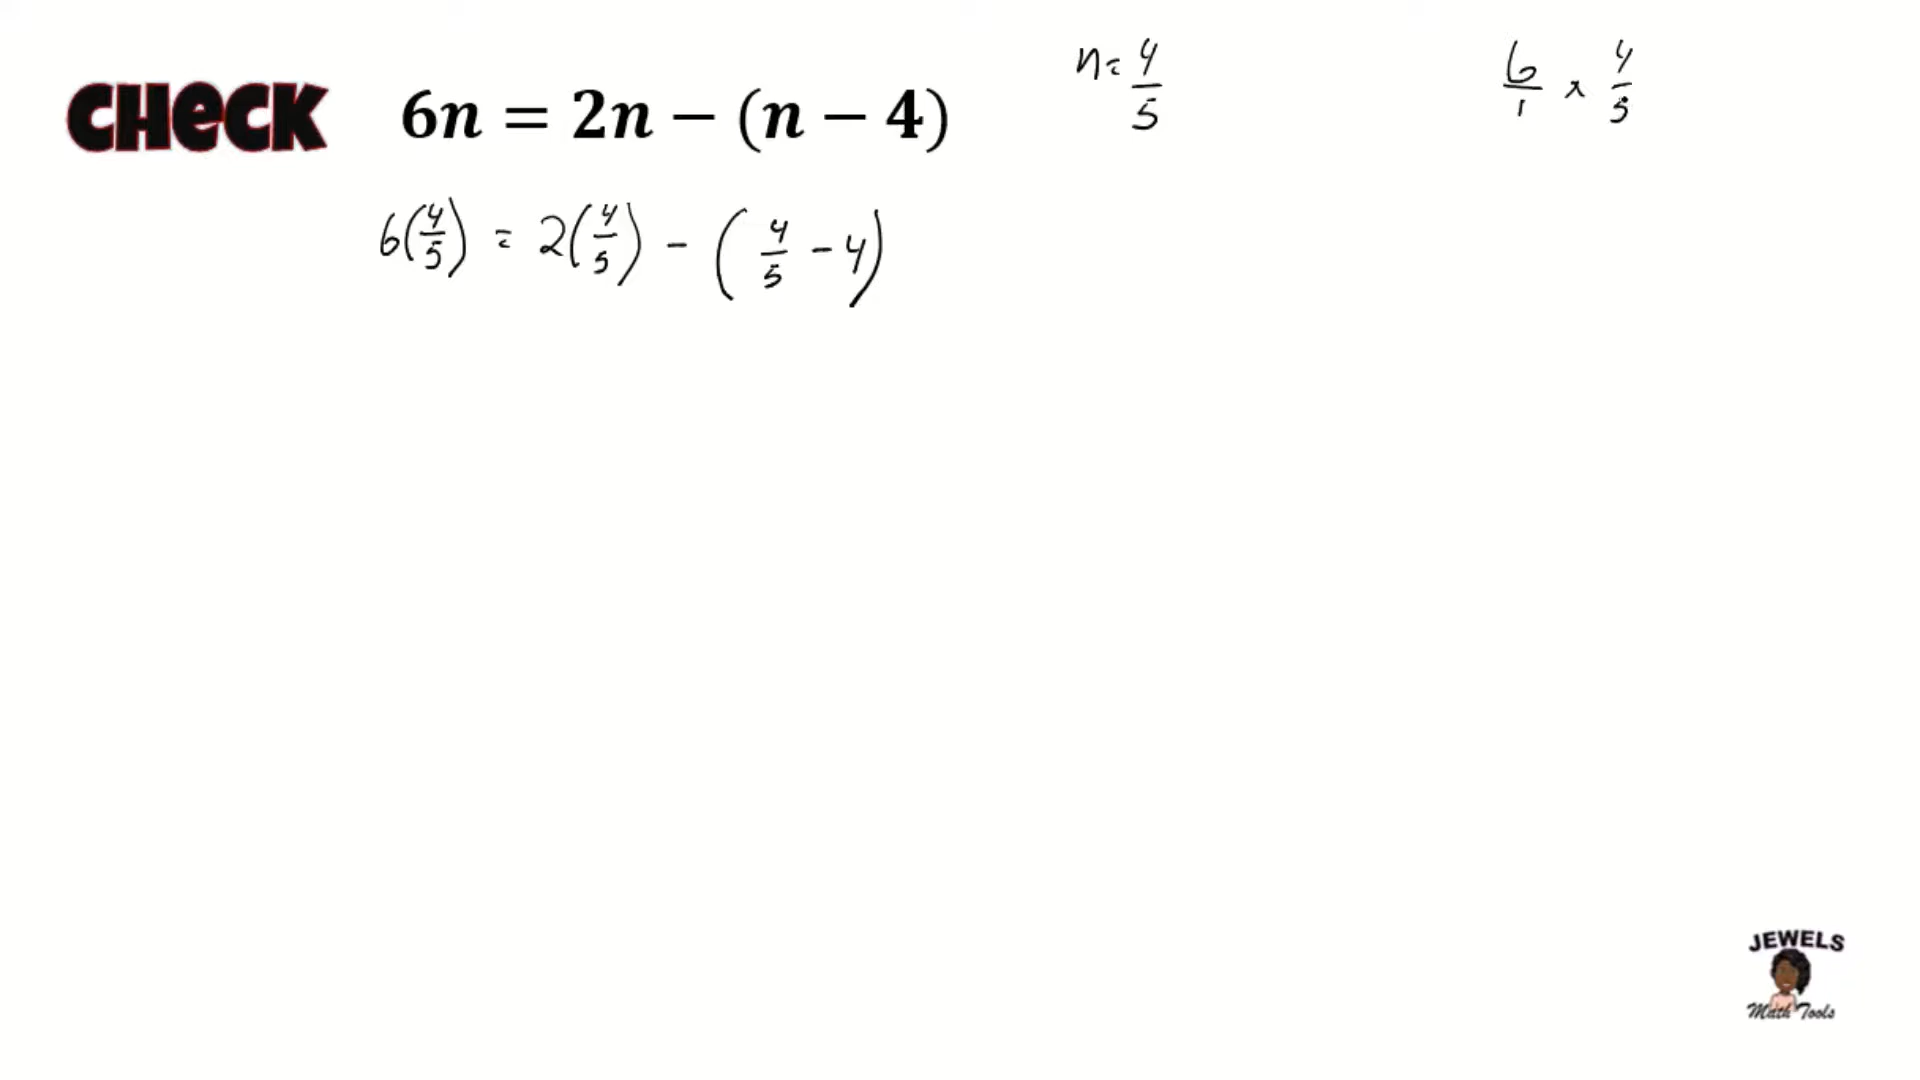 CHECK 6n = 2n − (n − 4)
n = 4/5
6/1 × 4/5
6(4/5) = 2(4/5) − (4/5 − 4)
JEWELS
Math Tools